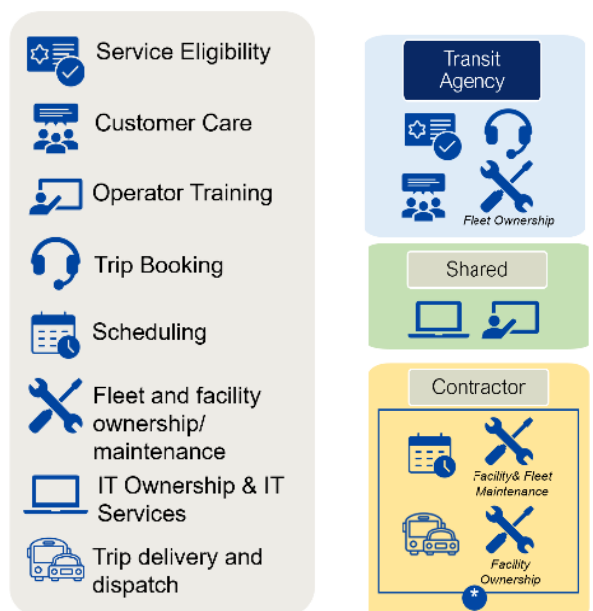 Service Eligibility
Customer Care
Operator Training
Trip Booking
Scheduling
Fleet and facility
ownership/
maintenance
IT Ownership & IT
Services
Trip delivery and
dispatch
Transit
Agency
Fleet Ownership
Shared
Contractor
Facility& Fleet
Maintenance
Facility
Ownership
*